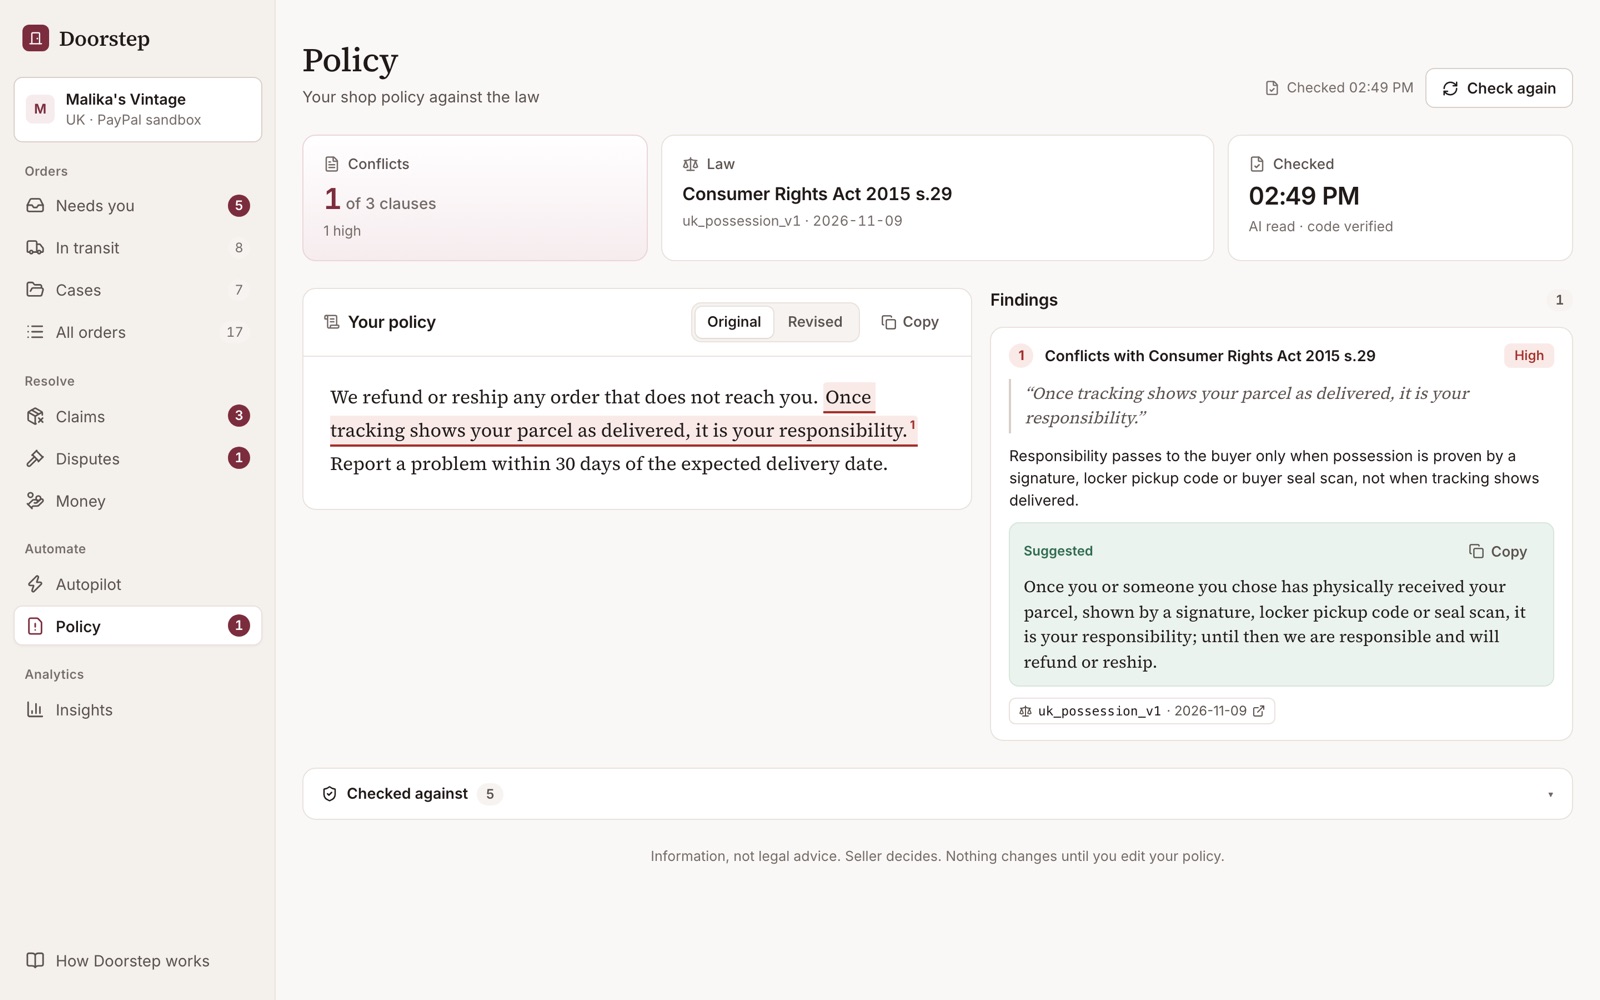 Doorstep
M
Malika's Vintage
UK · PayPal sandbox
Orders
Needs you 5
In transit 8
Cases 7
All orders 17
Resolve
Claims 3
Disputes 1
Money
Automate
Autopilot
Policy 1
Analytics
Insights
How Doorstep works
Policy
Your shop policy against the law
Checked 02:49 PM
Check again
Conflicts
1 of 3 clauses
1 high
Law
Consumer Rights Act 2015 s.29
uk_possession_v1 · 2026-11-09
Checked
02:49 PM
AI read · code verified
Your policy
Original Revised Copy
We refund or reship any order that does not reach you. Once
tracking shows your parcel as delivered, it is your responsibility.1
Report a problem within 30 days of the expected delivery date.
Findings 1
1 Conflicts with Consumer Rights Act 2015 s.29 High
“Once tracking shows your parcel as delivered, it is your
responsibility.”
Responsibility passes to the buyer only when possession is proven by a
signature, locker pickup code or buyer seal scan, not when tracking shows
delivered.
Suggested Copy
Once you or someone you chose has physically received your
parcel, shown by a signature, locker pickup code or seal scan, it
is your responsibility; until then we are responsible and will
refund or reship.
uk_possession_v1 · 2026-11-09
Checked against 5
Information, not legal advice. Seller decides. Nothing changes until you edit your policy.